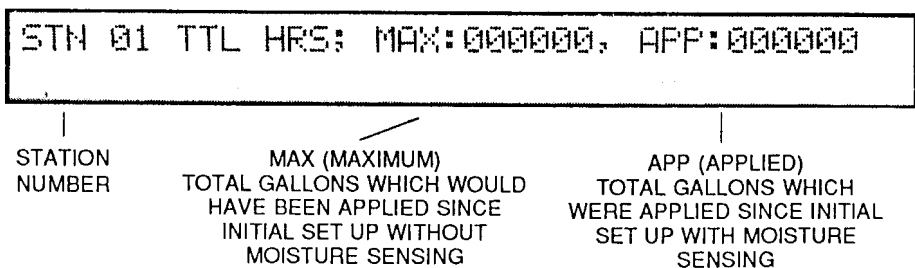 STN 01 TTL HRS; MAX:000000, APP:000000
STATION
NUMBER
MAX (MAXIMUM)
TOTAL GALLONS WHICH WOULD
HAVE BEEN APPLIED SINCE
INITIAL SET UP WITHOUT
MOISTURE SENSING
APP (APPLIED)
TOTAL GALLONS WHICH
WERE APPLIED SINCE INITIAL
SET UP WITH MOISTURE
SENSING